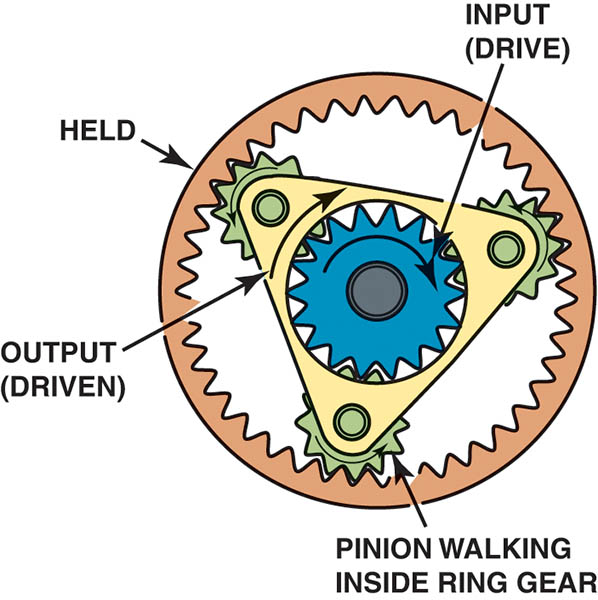 INPUT
(DRIVE)
HELD
OUTPUT
(DRIVEN)
PINION WALKING
INSIDE RING GEAR